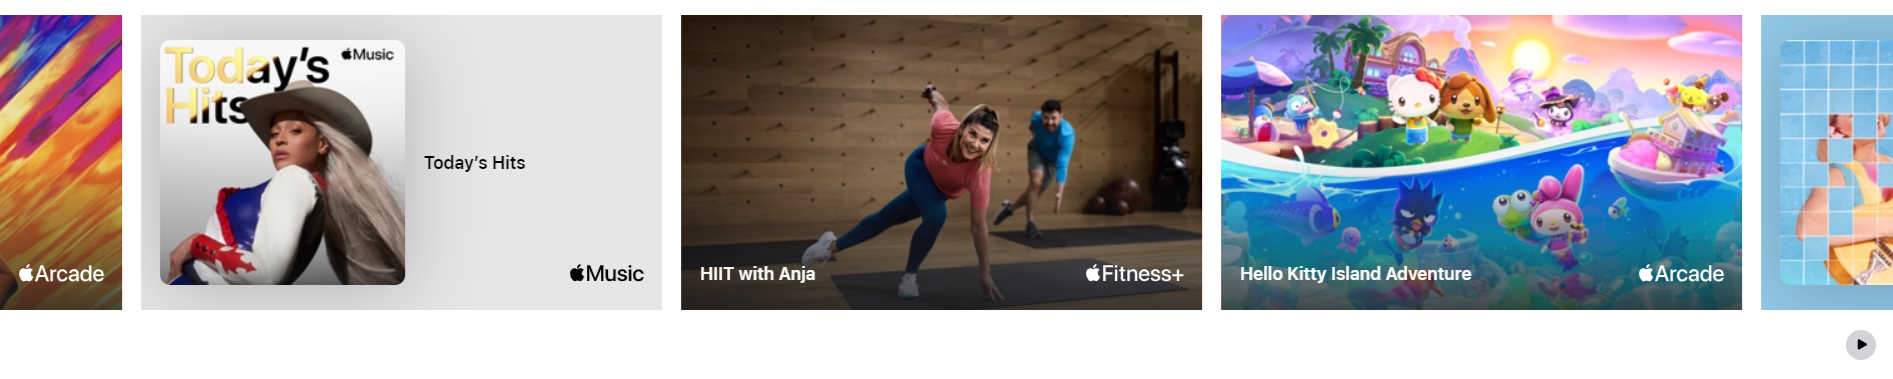 Arcade
Today's
Hits
Music
Today's Hits
Music
HIIT with Anja
Fitness+
Hello Kitty Island Adventure
Arcade